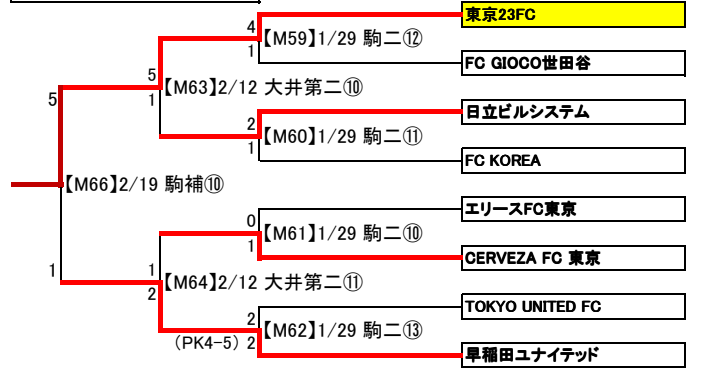 東京23FC
4
【M59】1/29 駒二⑫
1
FC GIOCO世田谷
5
【M63】2/12 大井第二⑩
1
5
日立ビルシステム
2
【M60】1/29 駒二⑪
1
FC KOREA
【M66】2/19 駒補⑩
エリースFC東京
0
【M61】1/29 駒二⑩
1
CERVEZA FC 東京
1
1
【M64】2/12 大井第二⑪
2
TOKYO UNITED FC
2
【M62】1/29 駒二⑬
(PK4-5) 2
早稲田ユナイテッド